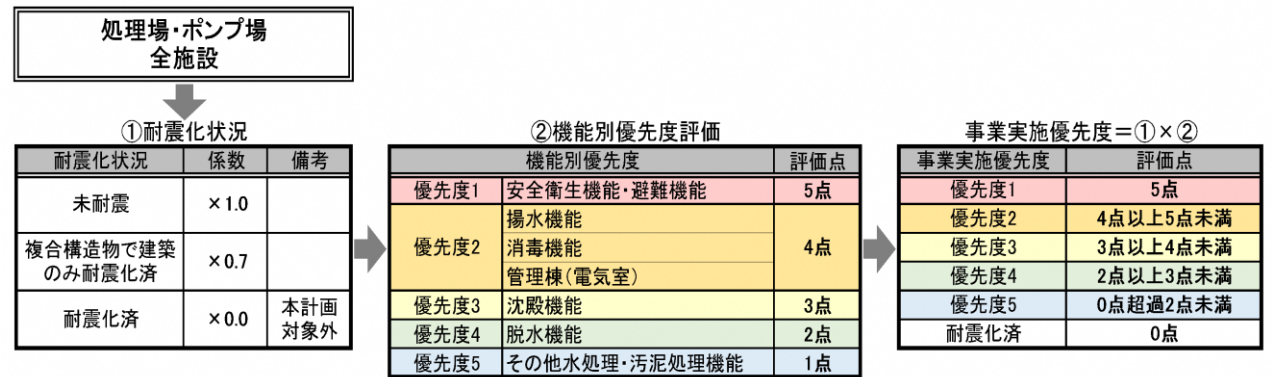 処理場・ポンプ場
全施設
①耐震化状況
耐震化状況 係数 備考
未耐震 ×1.0
複合構造物で建築
のみ耐震化済 ×0.7
耐震化済 ×0.0 本計画
対象外
②機能別優先度評価
機能別優先度 評価点
優先度1 安全衛生機能・避難機能 5点
優先度2 揚水機能
消毒機能 4点
管理棟(電気室)
優先度3 沈殿機能 3点
優先度4 脱水機能 2点
優先度5 その他水処理・汚泥処理機能 1点
事業実施優先度=①×②
事業実施優先度 評価点
優先度1 5点
優先度2 4点以上5点未満
優先度3 3点以上4点未満
優先度4 2点以上3点未満
優先度5 0点超過2点未満
耐震化済 0点